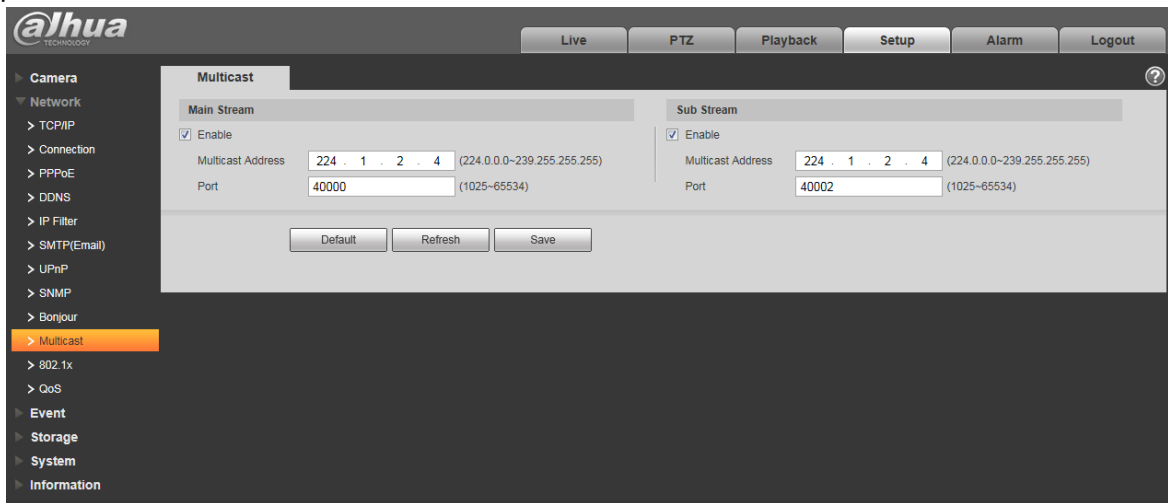 alhua
TECHNOLOGY
Live PTZ Playback Setup Alarm Logout
Camera
Network
> TCP/IP
> Connection
> PPPoE
> DDNS
> IP Filter
> SMTP(Email)
> UPnP
> SNMP
> Bonjour
> Multicast
> 802.1x
> QoS
Event
Storage
System
Information
Multicast
?
Main Stream
Enable
Multicast Address 224 . 1 . 2 . 4 (224.0.0.0~239.255.255.255)
Port 40000 (1025~65534)
Sub Stream
Enable
Multicast Address 224 . 1 . 2 . 4 (224.0.0.0~239.255.255.255)
Port 40002 (1025~65534)
Default Refresh Save